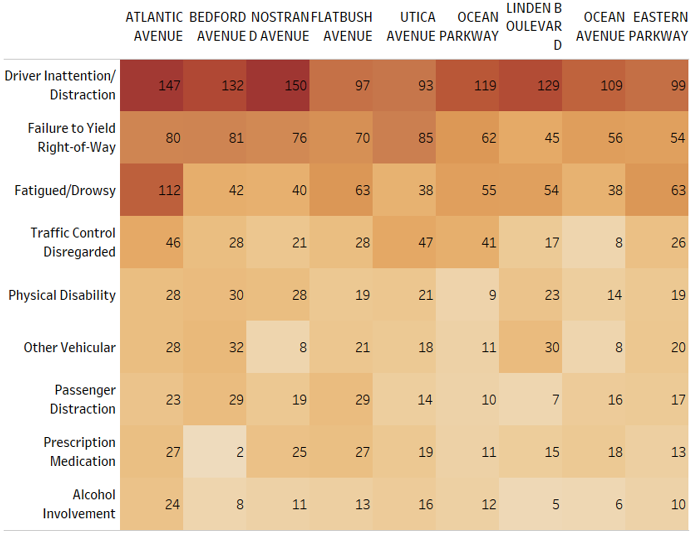 ATLANTIC AVENUE
BEDFORD AVENUE
NOSTRAN D AVENUE
FLATBUSH AVENUE
UTICA AVENUE
OCEAN PARKWAY
LINDEN B OULEVAR D
OCEAN AVENUE
EASTERN PARKWAY
Driver Inattention/
Distraction
147 132 150 97 93 119 129 109 99
Failure to Yield
Right-of-Way
80 81 76 70 85 62 45 56 54
Fatigued/Drowsy 112 42 40 63 38 55 54 38 63
Traffic Control
Disregarded
46 28 21 28 47 41 17 8 26
Physical Disability 28 30 28 19 21 9 23 14 19
Other Vehicular 28 32 8 21 18 11 30 8 20
Passenger
Distraction
23 29 19 29 14 10 7 16 17
Prescription
Medication
27 2 25 27 19 11 15 18 13
Alcohol
Involvement
24 8 11 13 16 12 5 6 10